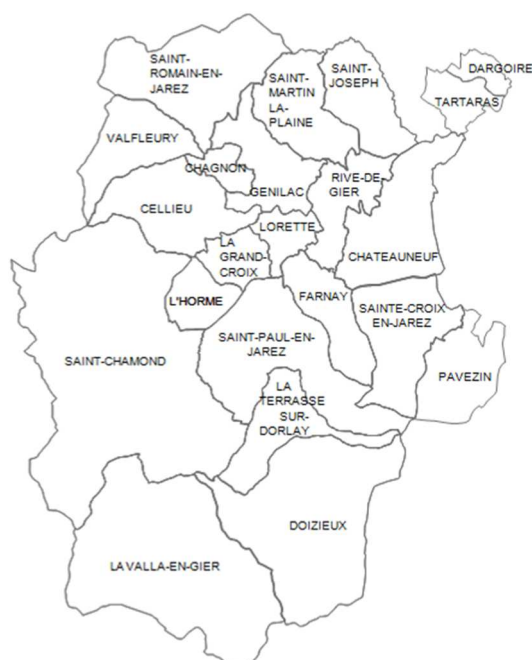 SAINT-
ROMAIN-EN-
JAREZ
SAINT-
MARTIN
LA-
PLAINE
SAINT-
JOSEPH
DARGOIRE
TARTARAS
VALFLEURY
CHAGNON
GENILAC
RIVE-DE-
GIER
CELLIEU
LORETTE
LA
GRAND-
CROIX
CHATEAUNEUF
L'HORME
FARNAY
SAINTE-CROIX
EN-JAREZ
SAINT-PAUL-EN-
JAREZ
SAINT-CHAMOND
PAVEZIN
LA
TERRASSE
SUR-
DORLAY
DOIZIEUX
LA VALLA-EN-GIER